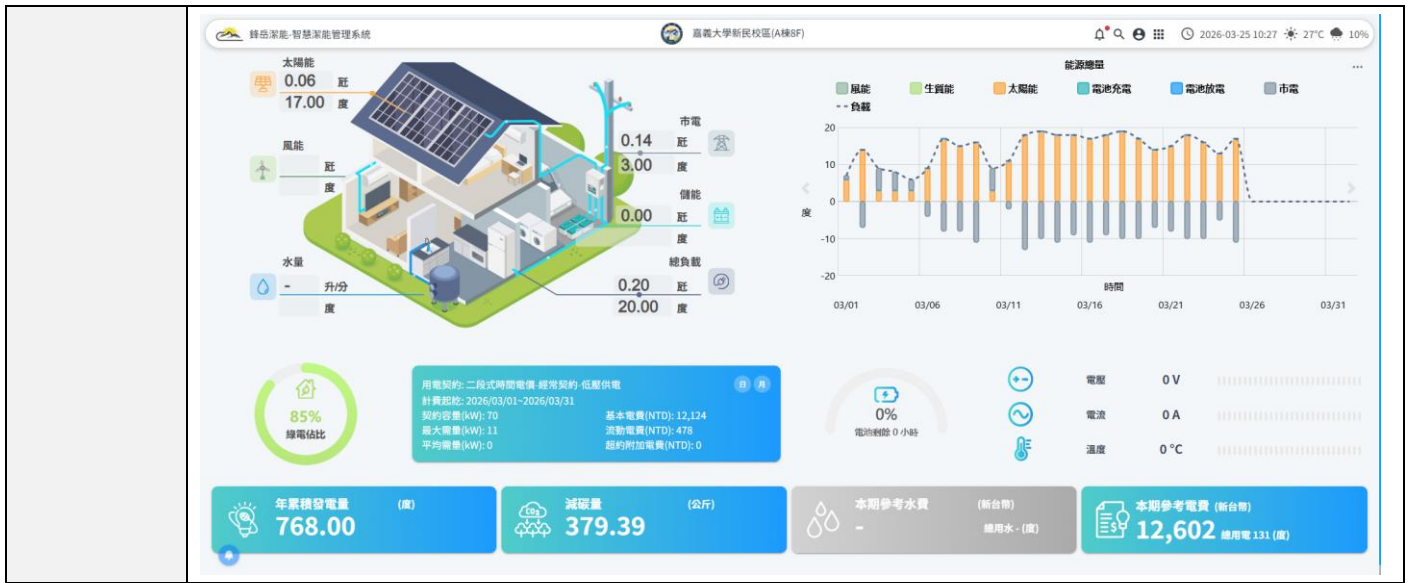 鋒岳潔能-智慧潔能管理系統
嘉義大學新民校區(A棟8F)
2026-03-25 10:27 27°C 10%
太陽能
0.06 瓩
17.00 度
風能
瓩
度
水量
- 升/分
度
市電
0.14 瓩
3.00 度
儲能
0.00 瓩
度
總負載
0.20 瓩
20.00 度
能源總量
風能 生質能 太陽能 電池充電 電池放電 市電
負載
20
10
0
度
-10
-20
時間
03/01 03/06 03/11 03/16 03/21 03/26 03/31
85%
綠電佔比
用電契約: 二段式時間電價-經常契約-低壓供電 日 月
計費起訖: 2026/03/01~2026/03/31
契約容量(kW): 70 基本電費(NTD): 12,124
最大需量(kW): 11 流動電費(NTD): 478
平均需量(kW): 0 超約附加電費(NTD): 0
0%
電池剩餘 0 小時
電壓 0 V
電流 0 A
溫度 0 °C
年累積發電量 (度)
768.00
CO₂
減碳量 (公斤)
379.39
本期參考水費 (新台幣)
- 總用水 - (度)
本期參考電費 (新台幣)
12,602 總用電 131 (度)